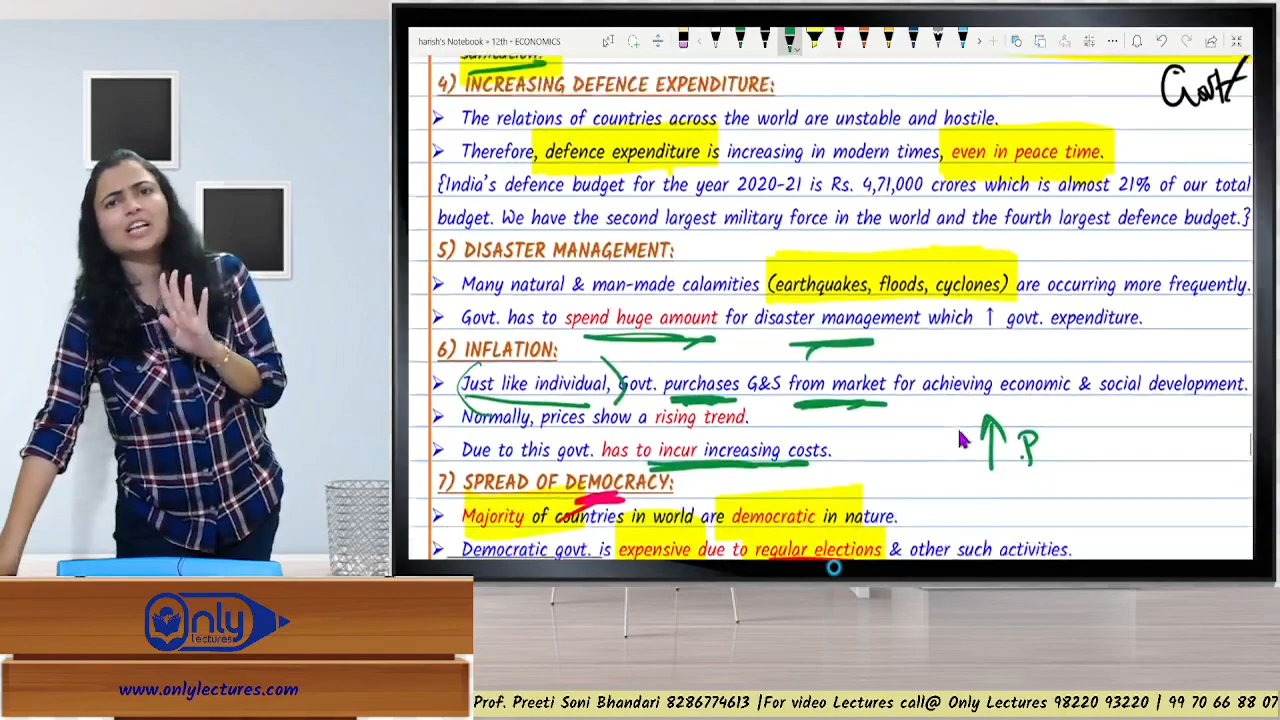 harish's Notebook » 12th - ECONOMICS
sanitation.
Govt
4) INCREASING DEFENCE EXPENDITURE:
➤ The relations of countries across the world are unstable and hostile.
➤ Therefore, defence expenditure is increasing in modern times, even in peace time.
{India's defence budget for the year 2020-21 is Rs. 4,71,000 crores which is almost 21% of our total
budget. We have the second largest military force in the world and the fourth largest defence budget.}
5) DISASTER MANAGEMENT:
➤ Many natural & man-made calamities (earthquakes, floods, cyclones) are occurring more frequently.
➤ Govt. has to spend huge amount for disaster management which ↑ govt. expenditure.
6) INFLATION:
➤ Just like individual, Govt. purchases G&S from market for achieving economic & social development.
➤ Normally, prices show a rising trend.
➤ Due to this govt. has to incur increasing costs.
↑ P
7) SPREAD OF DEMOCRACY:
➤ Majority of countries in world are democratic in nature.
➤ Democratic govt. is expensive due to regular elections & other such activities.
Only
lectures
www.onlylectures.com
Prof. Preeti Soni Bhandari 8286774613 |For video Lectures call@ Only Lectures 98220 93220 | 99 70 66 88 07